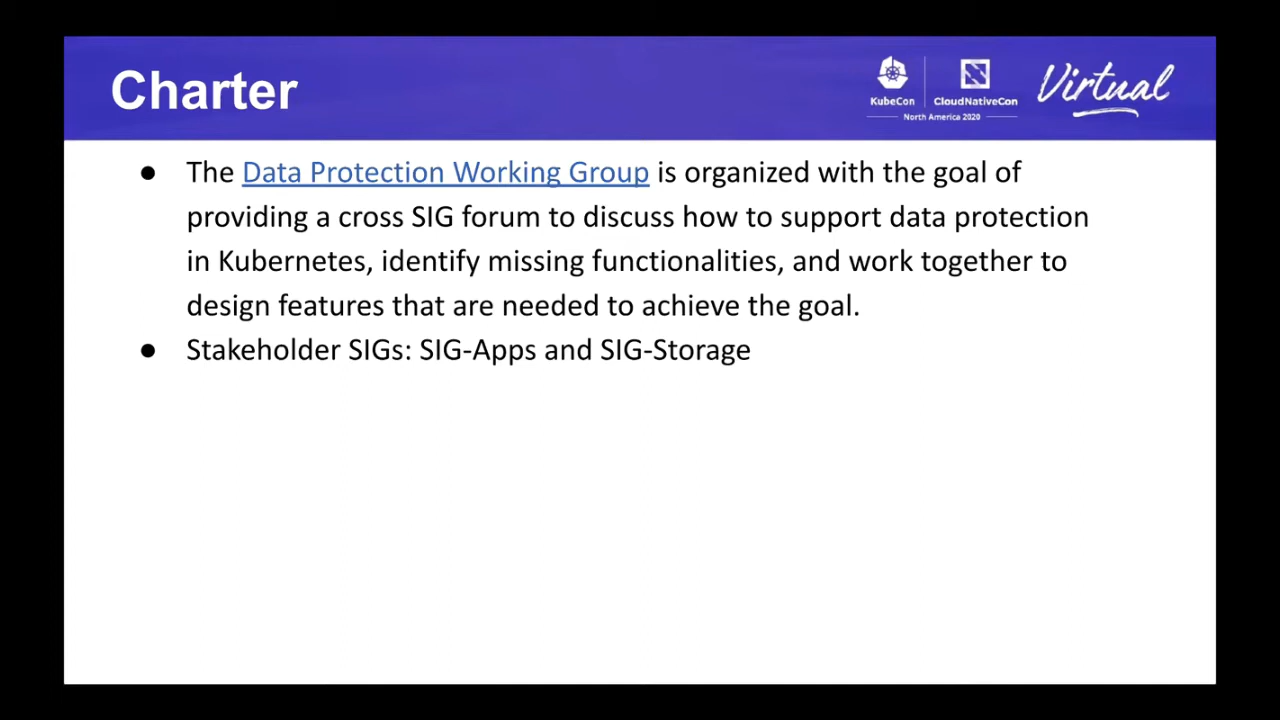 Charter
KubeCon
CloudNativeCon
North America 2020
Virtual
● The Data Protection Working Group is organized with the goal of
providing a cross SIG forum to discuss how to support data protection
in Kubernetes, identify missing functionalities, and work together to
design features that are needed to achieve the goal.
● Stakeholder SIGs: SIG-Apps and SIG-Storage